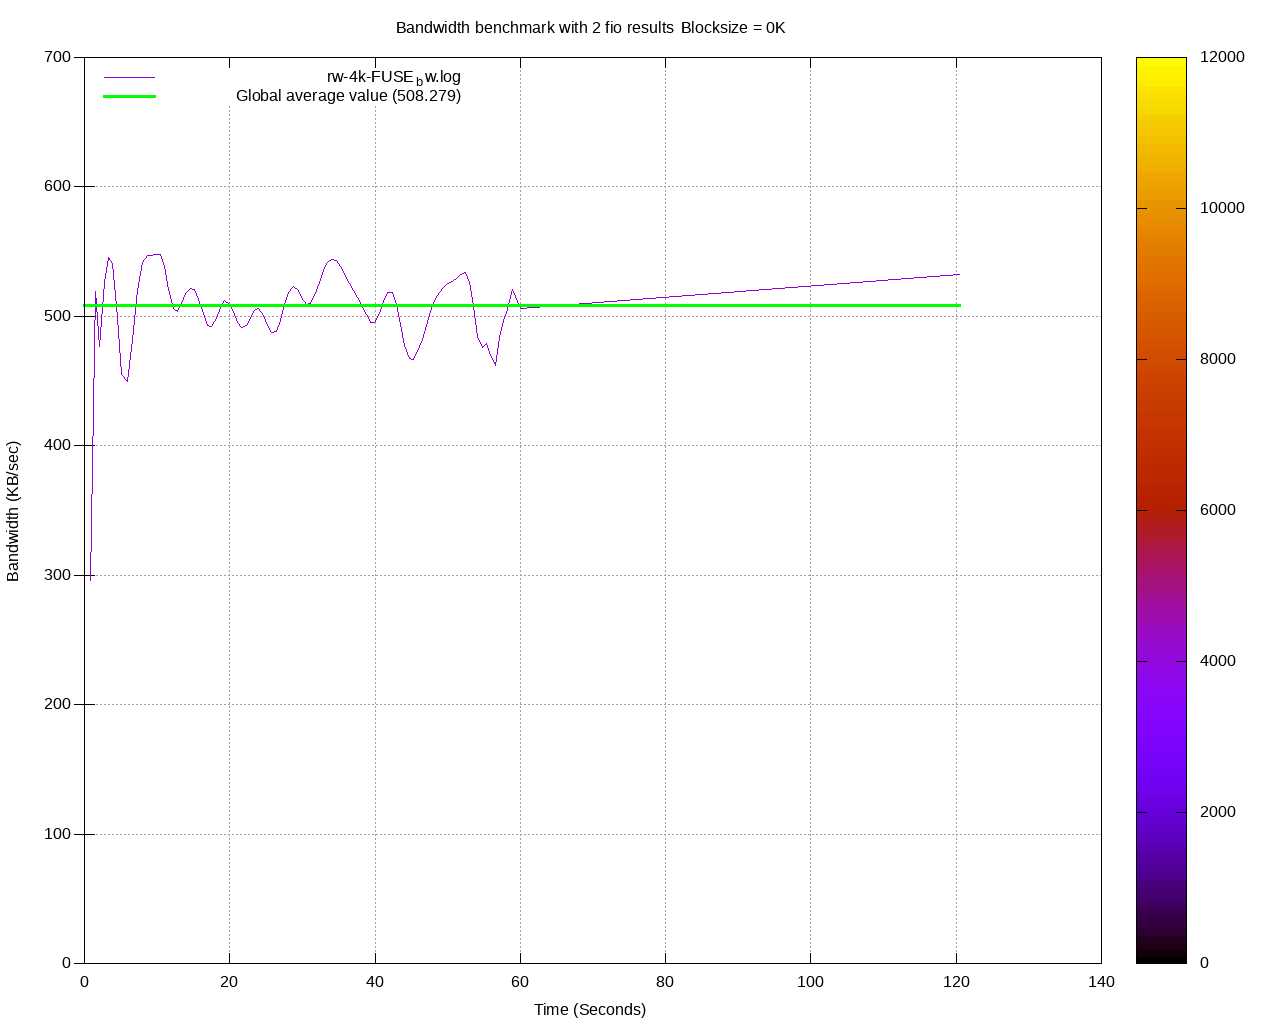 Bandwidth benchmark with 2 fio results Blocksize = 0K
rw-4k-FUSE_bw.log
Global average value (508.279)
Bandwidth (KB/sec)
700
600
500
400
300
200
100
0
0 20 40 60 80 100 120 140
Time (Seconds)
12000
10000
8000
6000
4000
2000
0